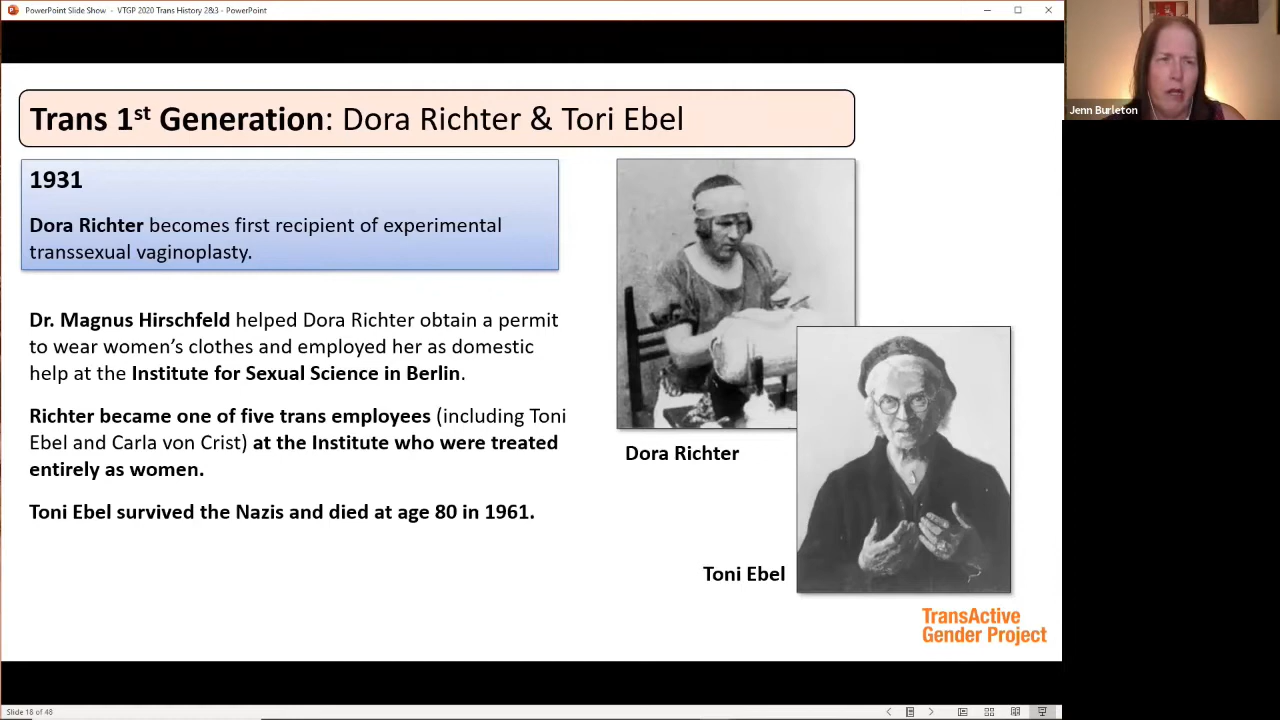 PowerPoint Slide Show - VTGP 2020 Trans History 2&3 - PowerPoint
Jenn Burleton
Trans 1st Generation: Dora Richter & Tori Ebel
1931
Dora Richter becomes first recipient of experimental
transsexual vaginoplasty.
Dr. Magnus Hirschfeld helped Dora Richter obtain a permit
to wear women's clothes and employed her as domestic
help at the Institute for Sexual Science in Berlin.
Richter became one of five trans employees (including Toni
Ebel and Carla von Crist) at the Institute who were treated
entirely as women.
Toni Ebel survived the Nazis and died at age 80 in 1961.
Dora Richter
Toni Ebel
TransActive
Gender Project
Slide 18 of 48